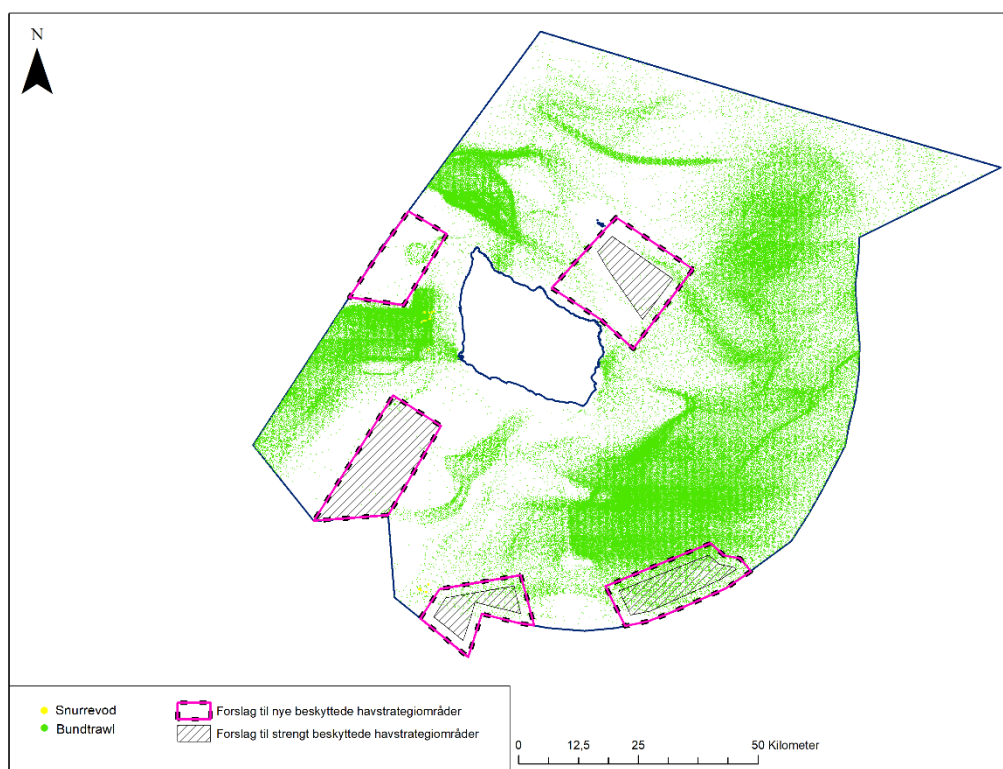 N
Snurrevod
Bundtrawl
Forslag til nye beskyttede havstrategiområder
Forslag til strengt beskyttede havstrategiområder
0 12,5 25 50 Kilometer